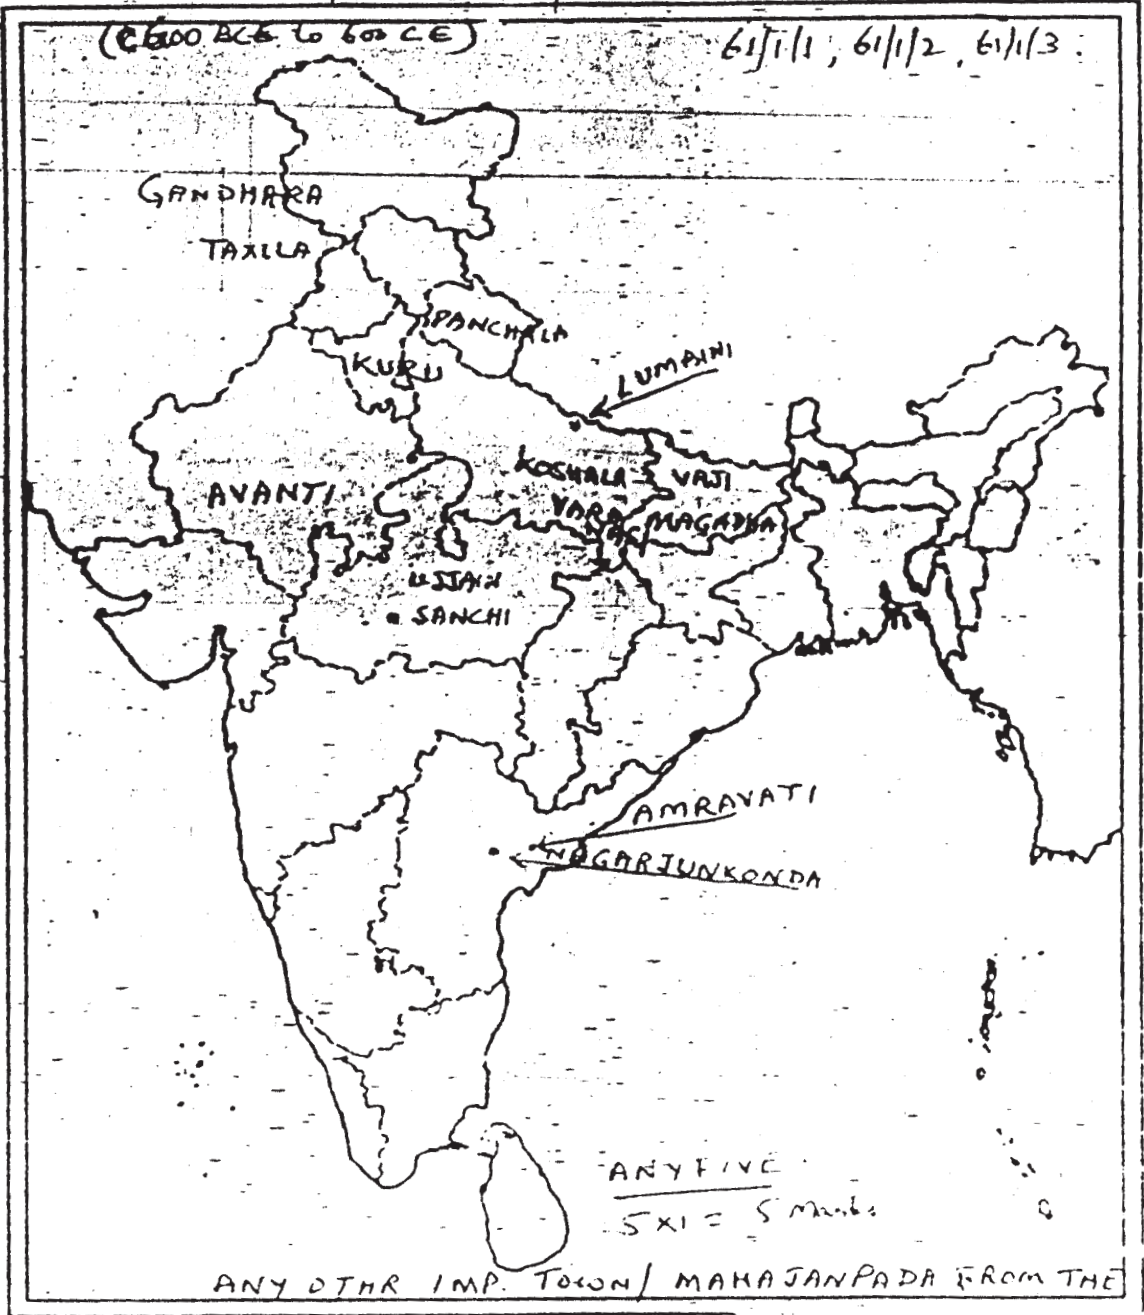 (C 600 BCE to 600 CE)
61/1/1, 61/1/2, 61/1/3.
GANDHARA
TAXILA
PANCHALA
KURU
LUMBINI
KOSHALA
VAJI
AVANTI
VARA
MAGADHA
UJJAIN
SANCHI
AMRAVATI
NAGARJUNKONDA
ANY FIVE
5X1 = 5 Marks
ANY OTHR IMP. TOWN/ MAHAJANPADA FROM THE